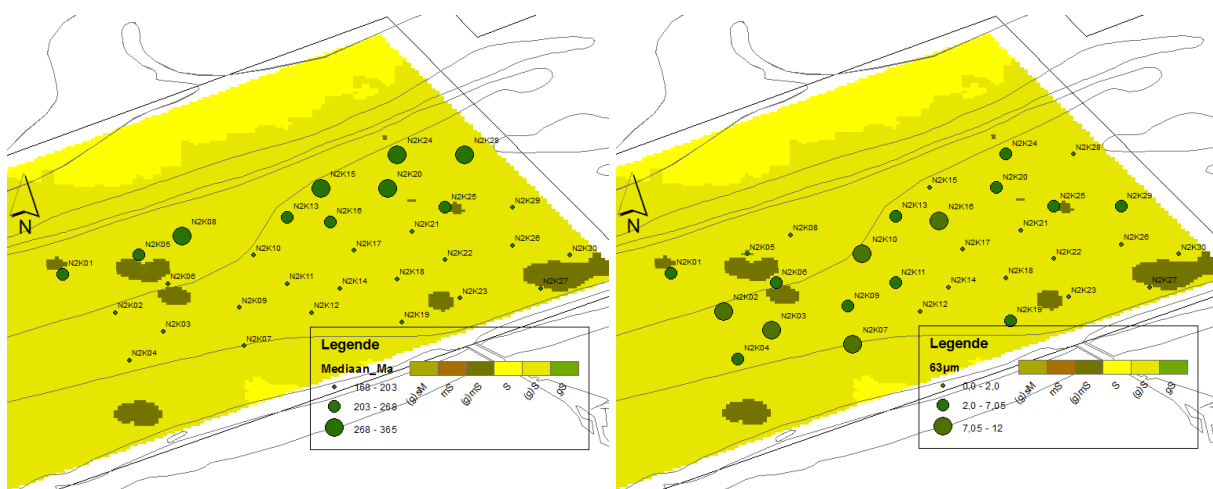 N2K24
N2K28
N2K15
N2K20
N2K25
N2K29
N2K13
N2K16
N2K21
N2K08
N2K26
N2K05
N2K10
N2K17
N2K30
N2K22
N2K01
N2K06
N2K11
N2K14
N2K18
N2K27
N2K02
N2K09
N2K12
N2K23
N2K03
N2K19
N2K04
N2K07
N
Legende
Mediaan_Ma
168 - 203
203 - 268
268 - 365
(g).sM
mS
(g)mS
S
(g).S
gS
N2K24
N2K28
N2K15
N2K20
N2K25
N2K29
N2K13
N2K16
N2K21
N2K08
N2K26
N2K05
N2K10
N2K17
N2K30
N2K22
N2K01
N2K06
N2K11
N2K14
N2K18
N2K27
N2K02
N2K09
N2K12
N2K23
N2K03
N2K19
N2K04
N2K07
N
Legende
63µm
0,0 - 2,0
2,0 - 7,05
7,05 - 12
(g).sM
mS
(g)mS
S
(g).S
gS